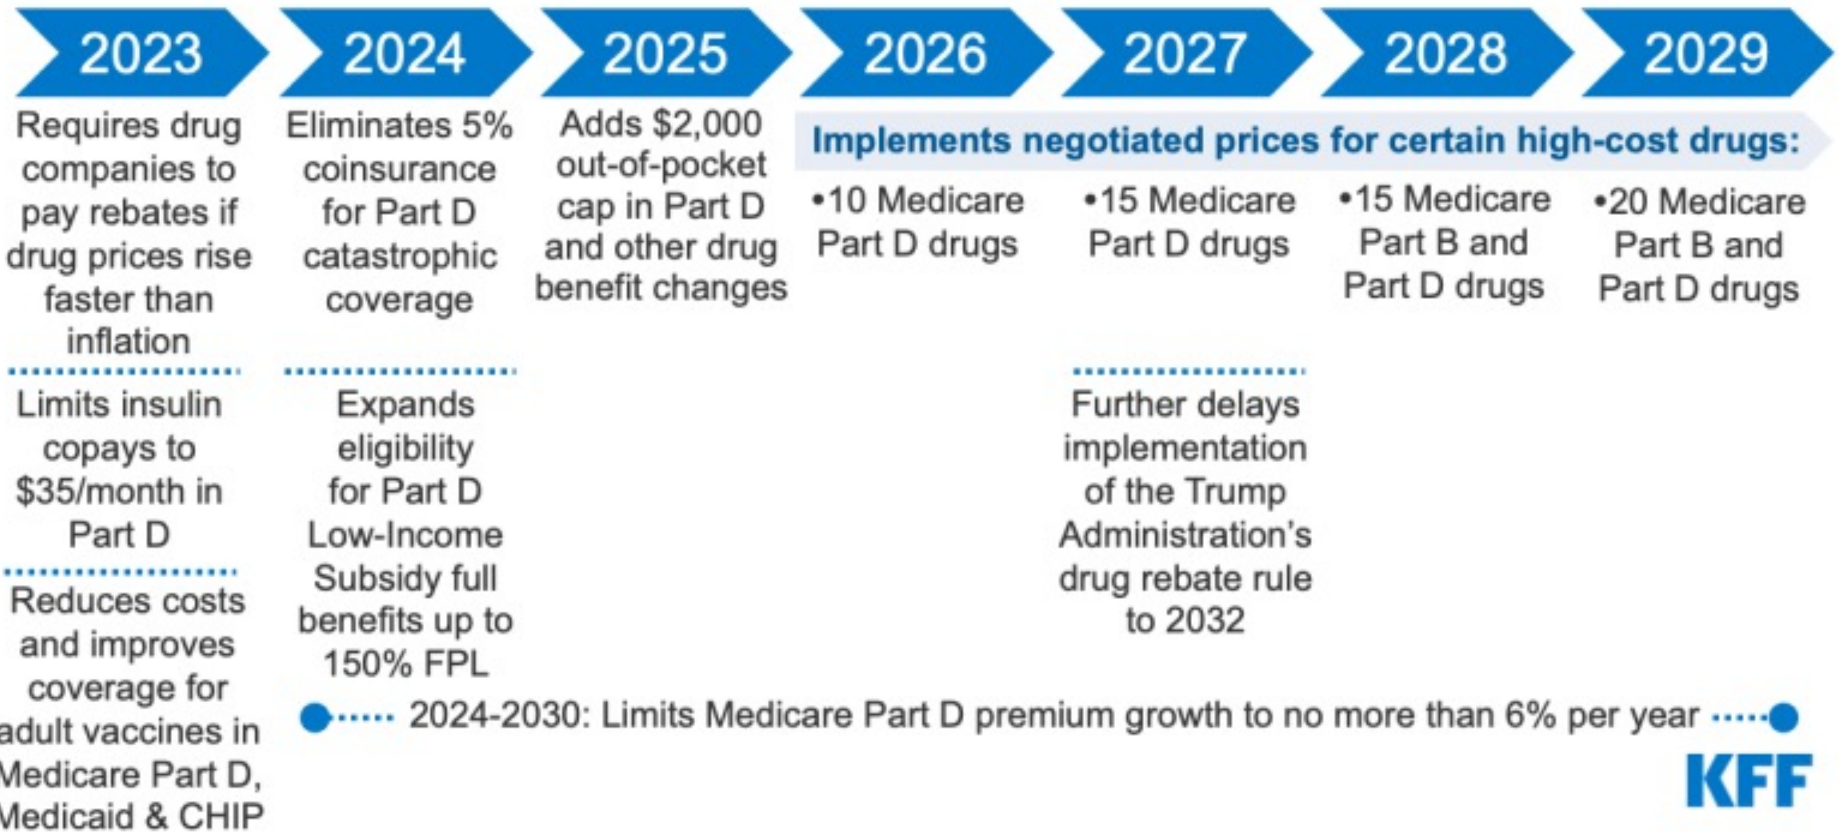 2023
2024
2025
2026
2027
2028
2029
Requires drug
companies to
pay rebates if
drug prices rise
faster than
inflation
Limits insulin
copays to
$35/month in
Part D
Reduces costs
and improves
coverage for
adult vaccines in
Medicare Part D,
Medicaid & CHIP
Eliminates 5%
coinsurance
for Part D
catastrophic
coverage
Expands
eligibility
for Part D
Low-Income
Subsidy full
benefits up to
150% FPL
Adds $2,000
out-of-pocket
cap in Part D
and other drug
benefit changes
Implements negotiated prices for certain high-cost drugs:
•10 Medicare
Part D drugs
•15 Medicare
Part D drugs
Further delays
implementation
of the Trump
Administration's
drug rebate rule
to 2032
•15 Medicare
Part B and
Part D drugs
•20 Medicare
Part B and
Part D drugs
2024-2030: Limits Medicare Part D premium growth to no more than 6% per year
KFF